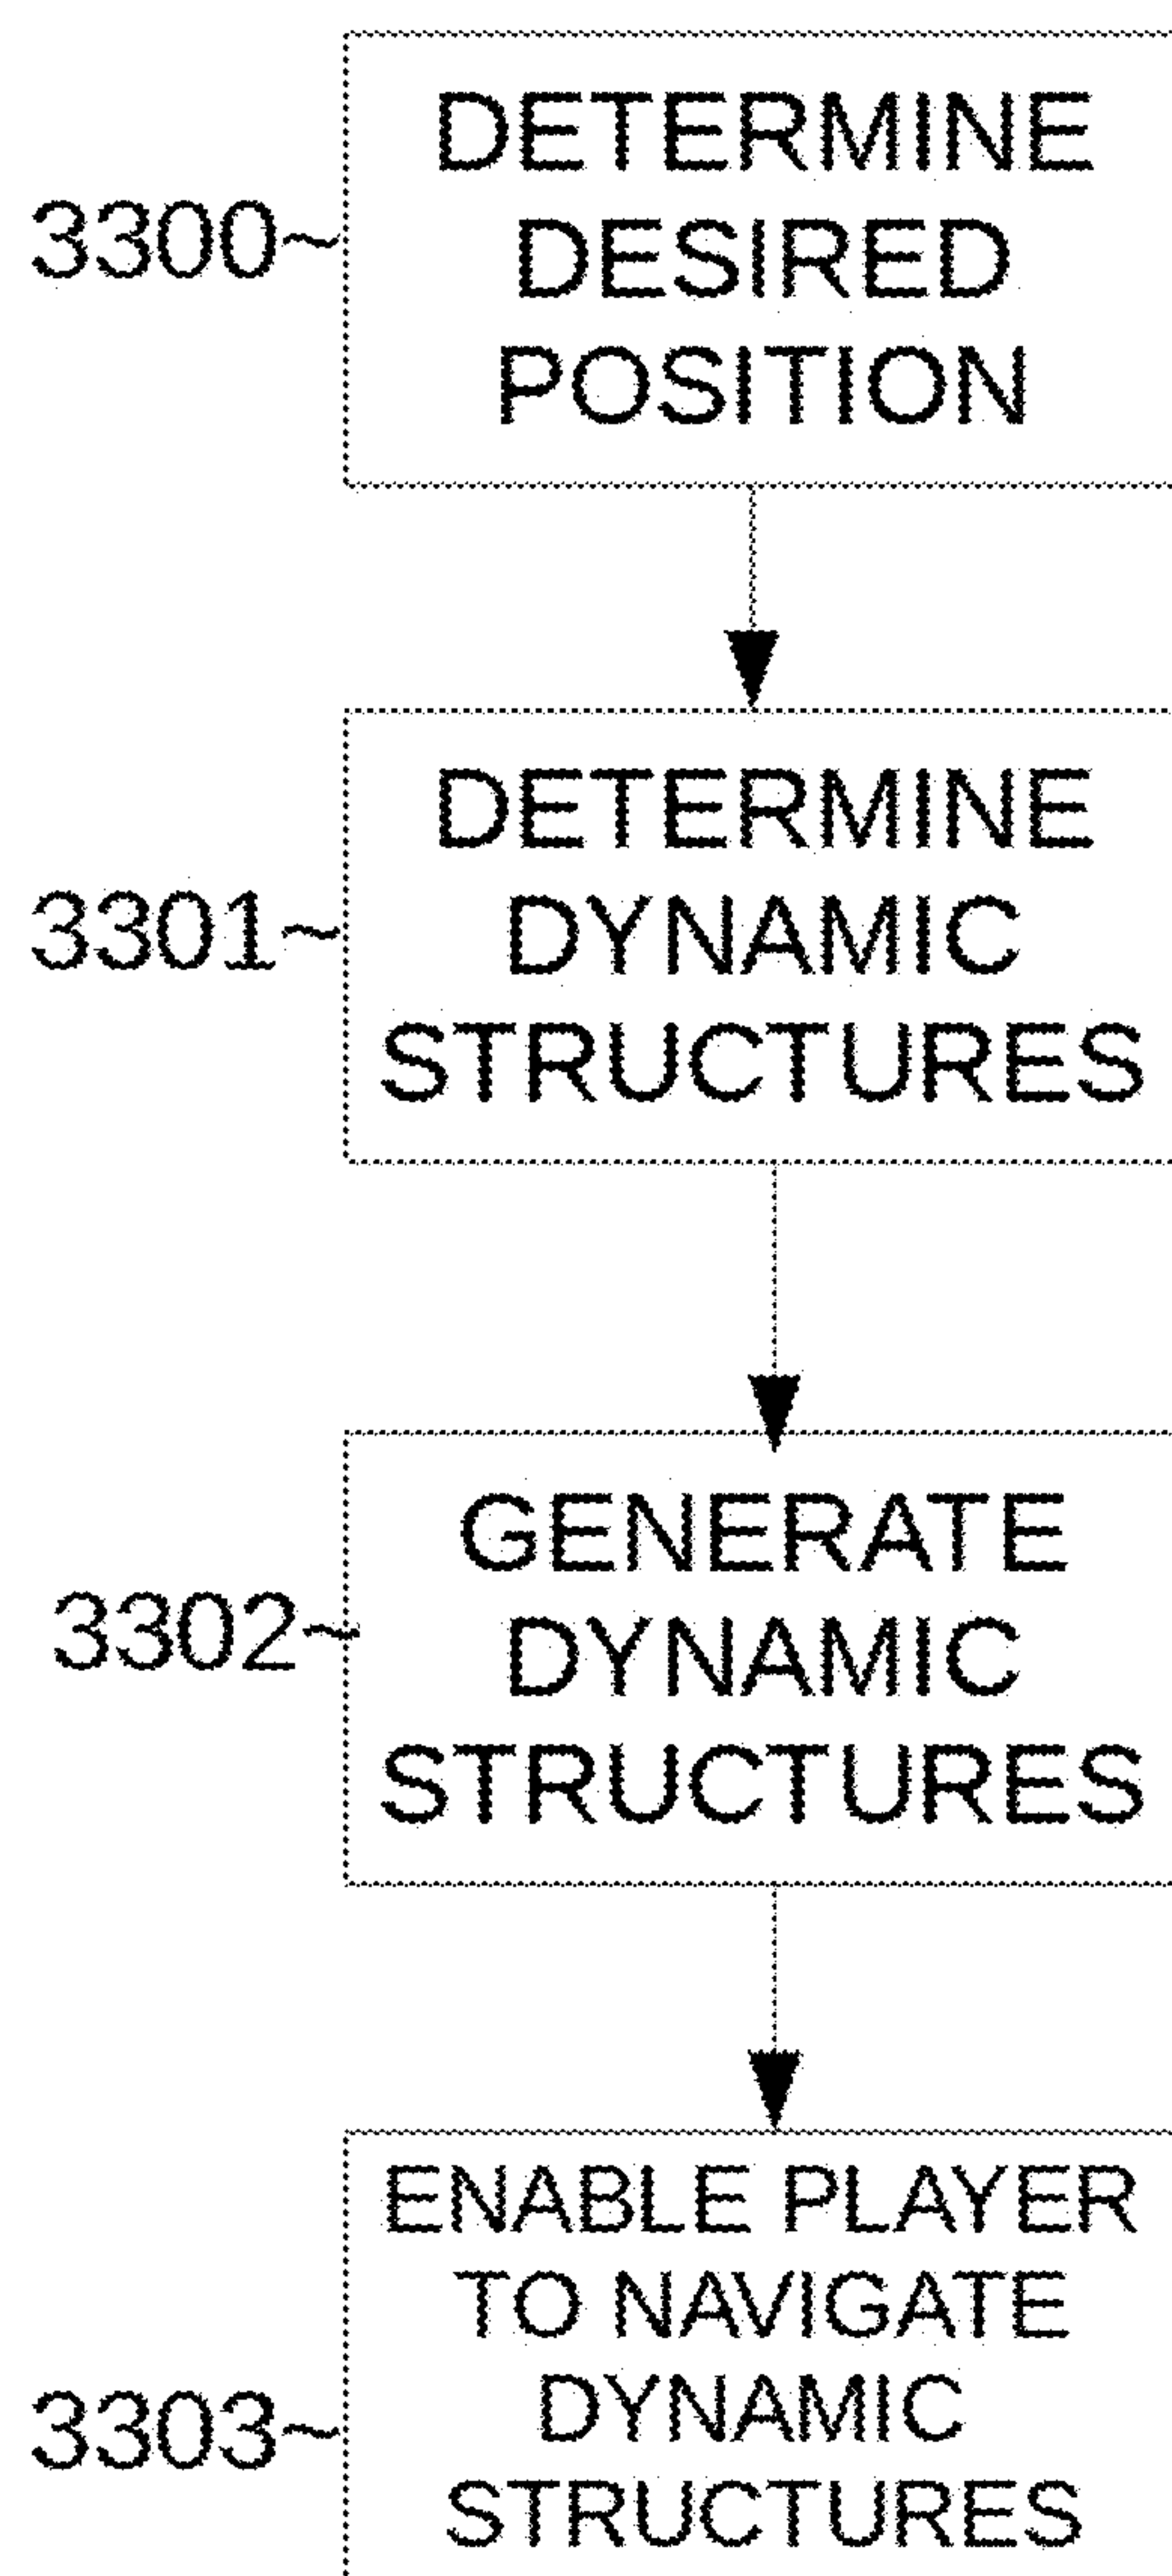 DETERMINE
DESIRED
3300~
POSITION
DETERMINE
3301~
DYNAMIC
STRUCTURES
GENERATE
3302~
DYNAMIC
STRUCTURES
ENABLE PLAYER
TO NAVIGATE
DYNAMIC
3303~
STRUCTURES